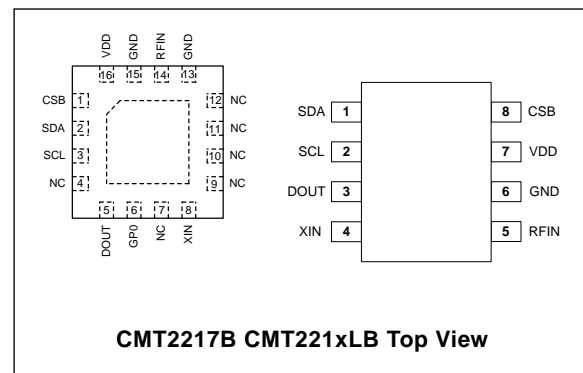 VDD GND RFIN GND
16 15 14 13
CSB 1 12 NC
SDA 2 11 NC
SCL 3 10 NC
NC 4 9 NC
5 6 7 8
DOUT GP0 NC XIN
SDA 1 8 CSB
SCL 2 7 VDD
DOUT 3 6 GND
XIN 4 5 RFIN
CMT2217B CMT221xLB Top View